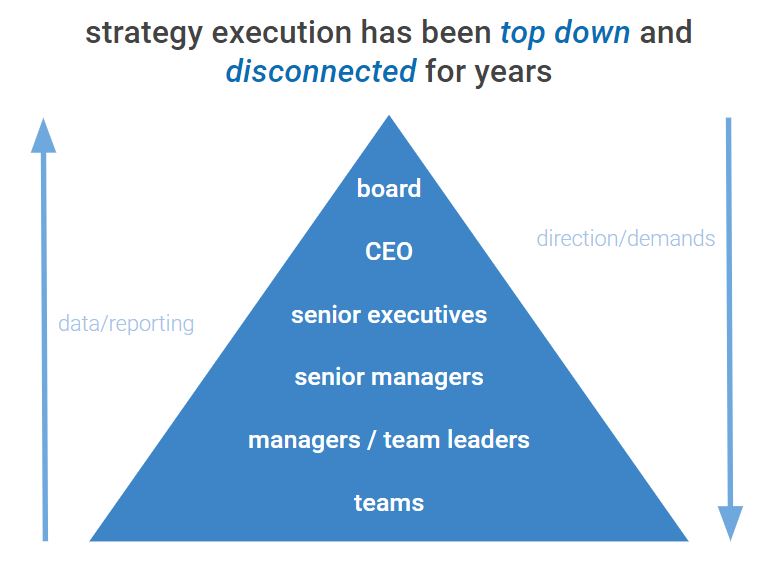 strategy execution has been top down and
disconnected for years
board
CEO
direction/demands
senior executives
data/reporting
senior managers
managers / team leaders
teams